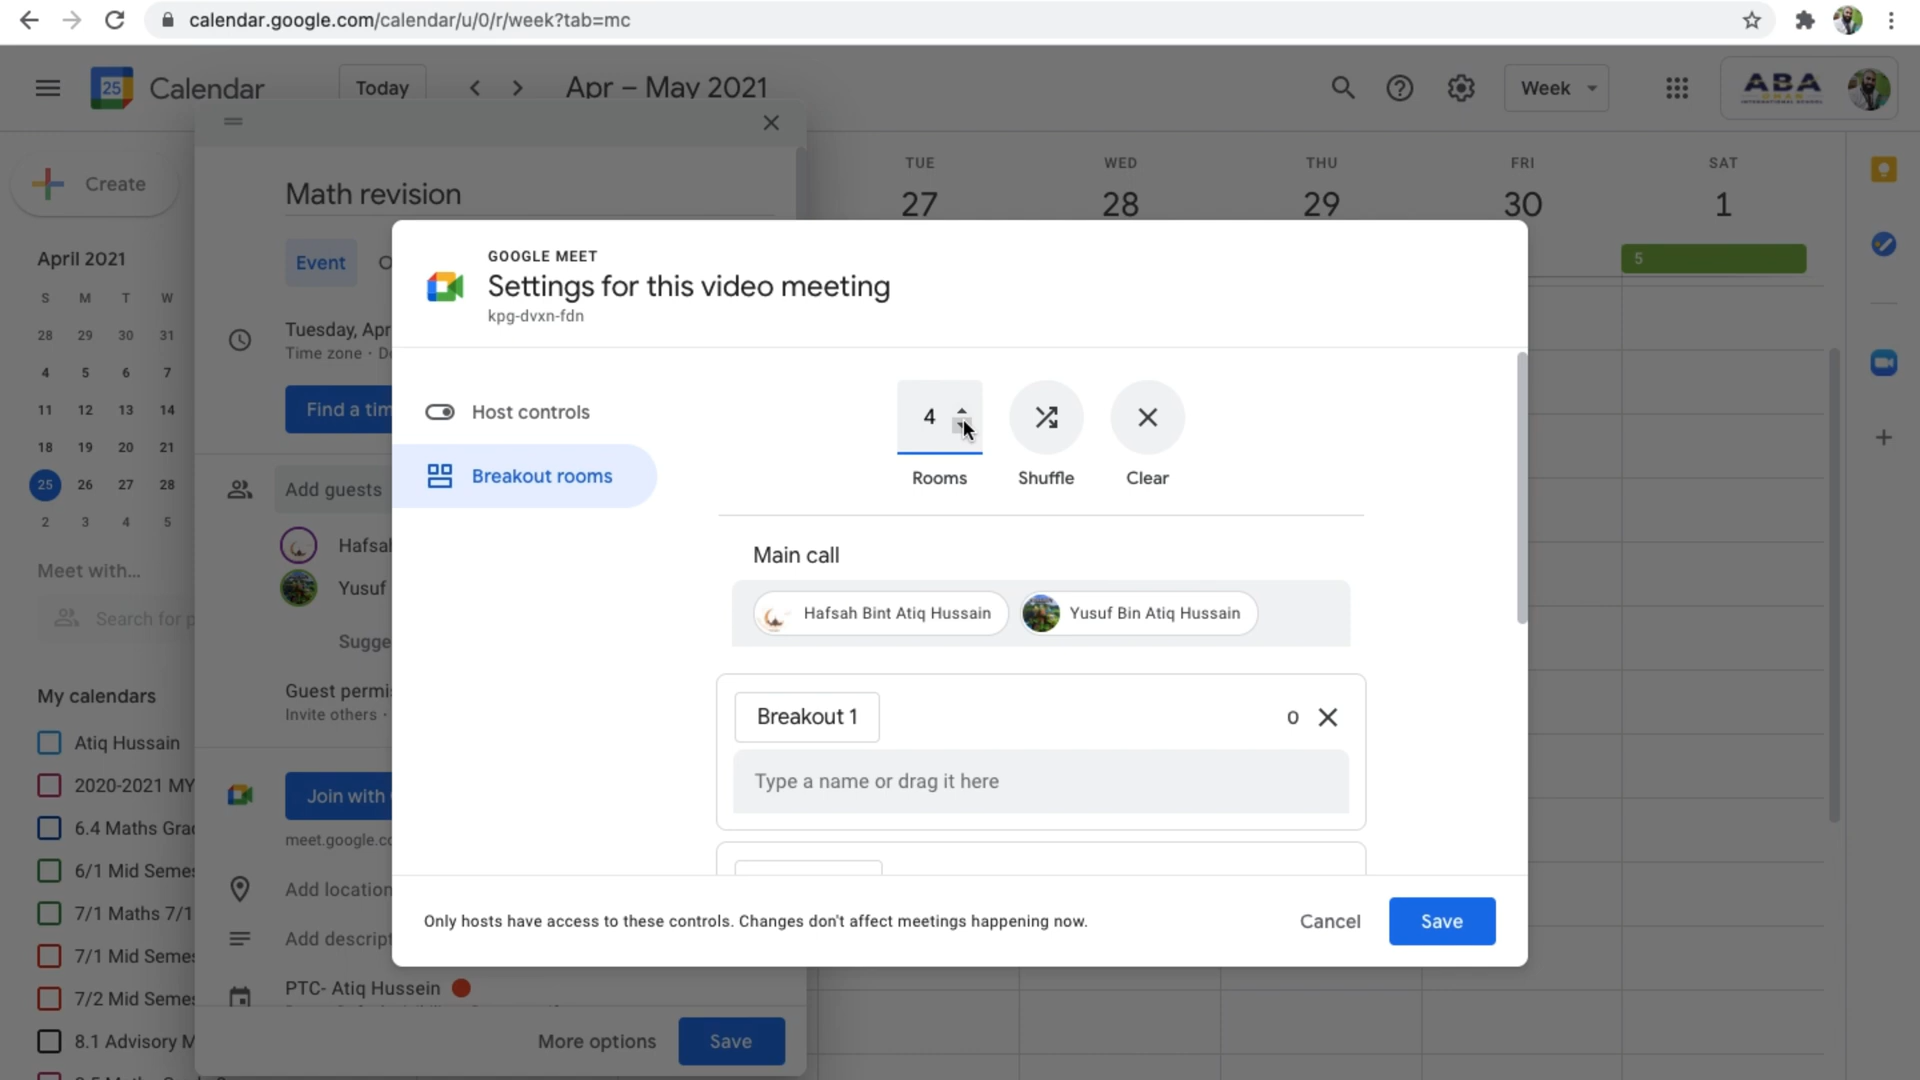 calendar.google.com/calendar/u/0/r/week?tab=mc
25
Calendar
Today
Apr – May 2021
Week
ABA
OMAN
INTERNATIONAL SCHOOL
Create
Math revision
TUE
WED
THU
FRI
SAT
27
28
29
30
1
5
April 2021
S M T W
28 29 30 31
4 5 6 7
11 12 13 14
18 19 20 21
25 26 27 28
2 3 4 5
Meet with...
Search for p
My calendars
Atiq Hussain
2020-2021 MY
6.4 Maths Grad
6/1 Mid Semes
7/1 Maths 7/1
7/1 Mid Semes
7/2 Mid Semes
8.1 Advisory M
Event
Tuesday, Apr
Time zone · Do
Find a tim
Add guests
Hafsah
Yusuf
Sugge
Guest permi
Invite others ·
Join with
meet.google.co
Add location
Add descript
PTC- Atiq Hussein
More options
Save
GOOGLE MEET
Settings for this video meeting
kpg-dvxn-fdn
Host controls
Breakout rooms
4
Rooms
Shuffle
Clear
Main call
Hafsah Bint Atiq Hussain
Yusuf Bin Atiq Hussain
Breakout 1
0
Type a name or drag it here
Only hosts have access to these controls. Changes don't affect meetings happening now.
Cancel
Save